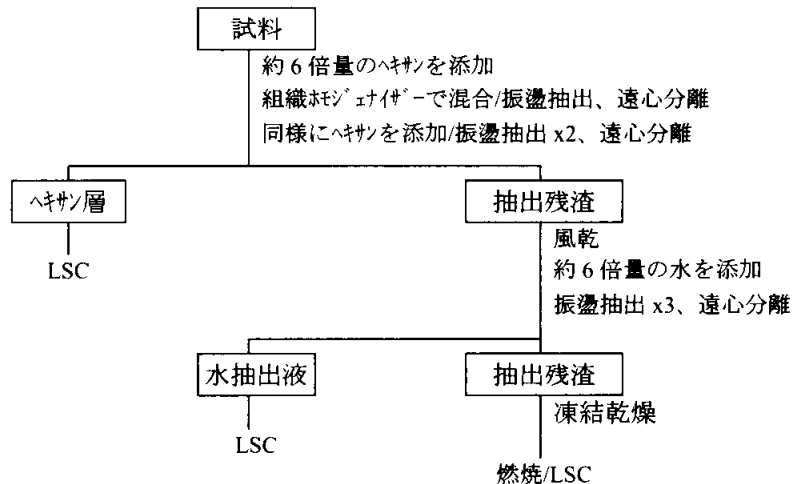 試料
約 6 倍量のﾍｷｻﾝを添加
組織ﾎﾓｼﾞｪﾅｲｻﾞｰで混合/振盪抽出、遠心分離
同様にﾍｷｻﾝを添加/振盪抽出 x2、遠心分離
ﾍｷｻﾝ層
抽出残渣
LSC
風乾
約 6 倍量の水を添加
振盪抽出 x3、遠心分離
水抽出液
抽出残渣
LSC
凍結乾燥
燃焼/LSC